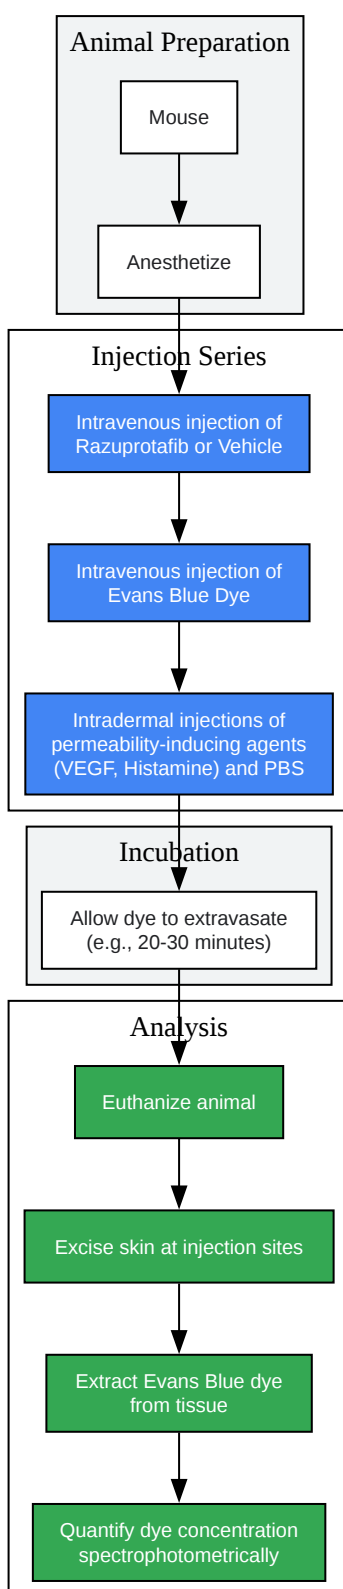 Animal Preparation
Mouse
Anesthetize
Injection Series
Intravenous injection of
Razuprotafib or Vehicle
Intravenous injection of
Evans Blue Dye
Intradermal injections of
permeability-inducing agents
(VEGF, Histamine) and PBS
Incubation
Allow dye to extravasate
(e.g., 20-30 minutes)
Analysis
Euthanize animal
Excise skin at injection sites
Extract Evans Blue dye
from tissue
Quantify dye concentration
spectrophotometrically